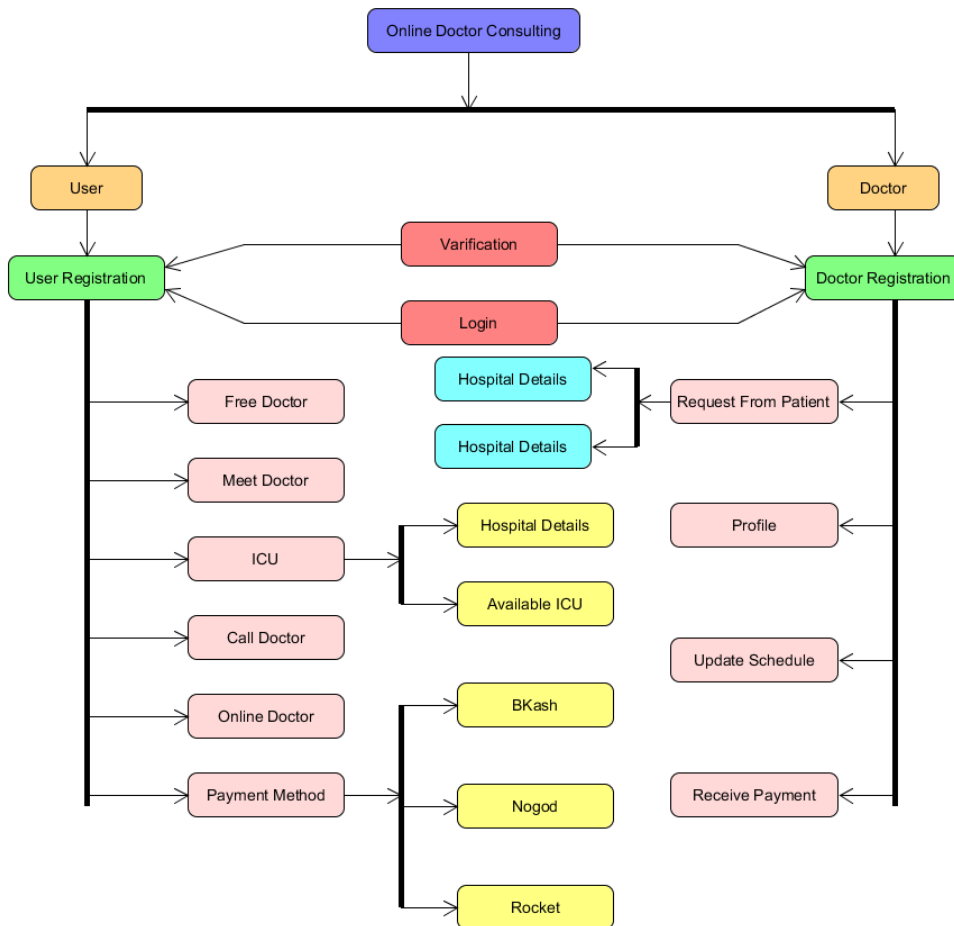 Online Doctor Consulting
User
Doctor
Varification
User Registration
Doctor Registration
Login
Hospital Details
Free Doctor
Request From Patient
Hospital Details
Meet Doctor
Hospital Details
Profile
ICU
Available ICU
Call Doctor
Update Schedule
BKash
Online Doctor
Payment Method
Receive Payment
Nogod
Rocket